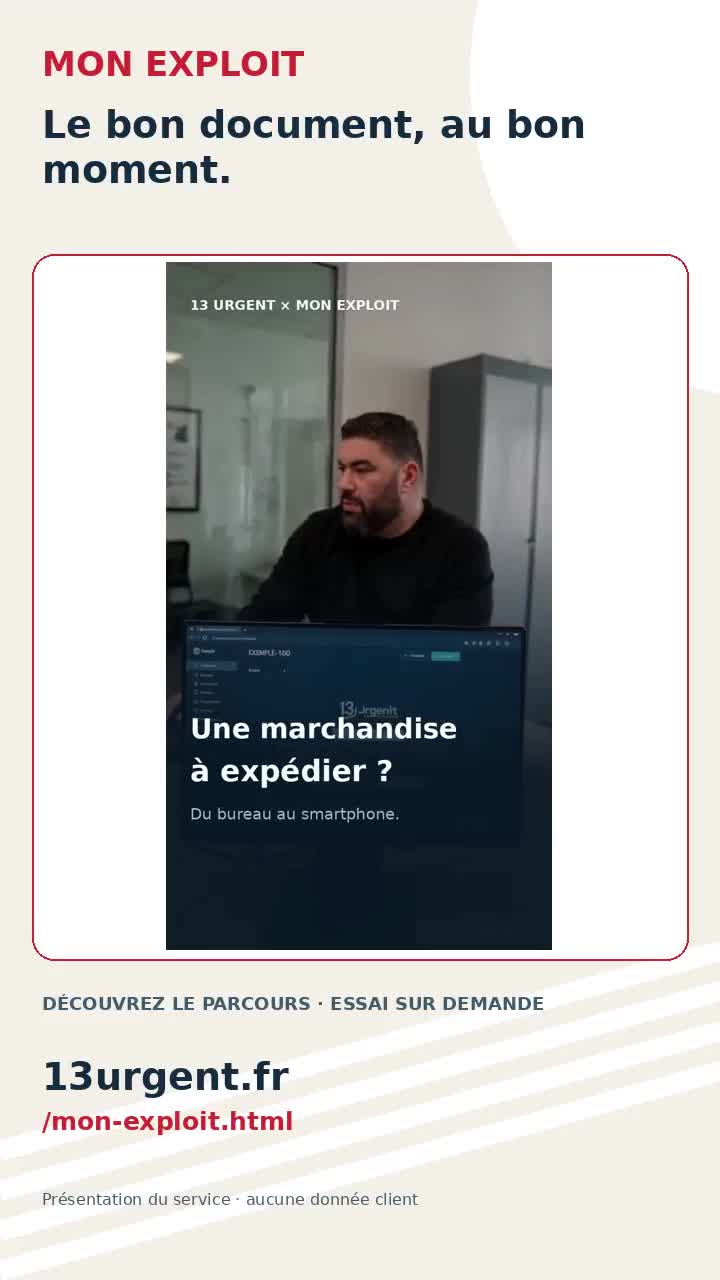 MON EXPLOIT
Le bon document, au bon
moment.
13 URGENT × MON EXPLOIT
EXEMPLE-100
13 Urgent
Une marchandise
à expédier ?
Du bureau au smartphone.
DÉCOUVREZ LE PARCOURS · ESSAI SUR DEMANDE
13urgent.fr
/mon-exploit.html
Présentation du service · aucune donnée client